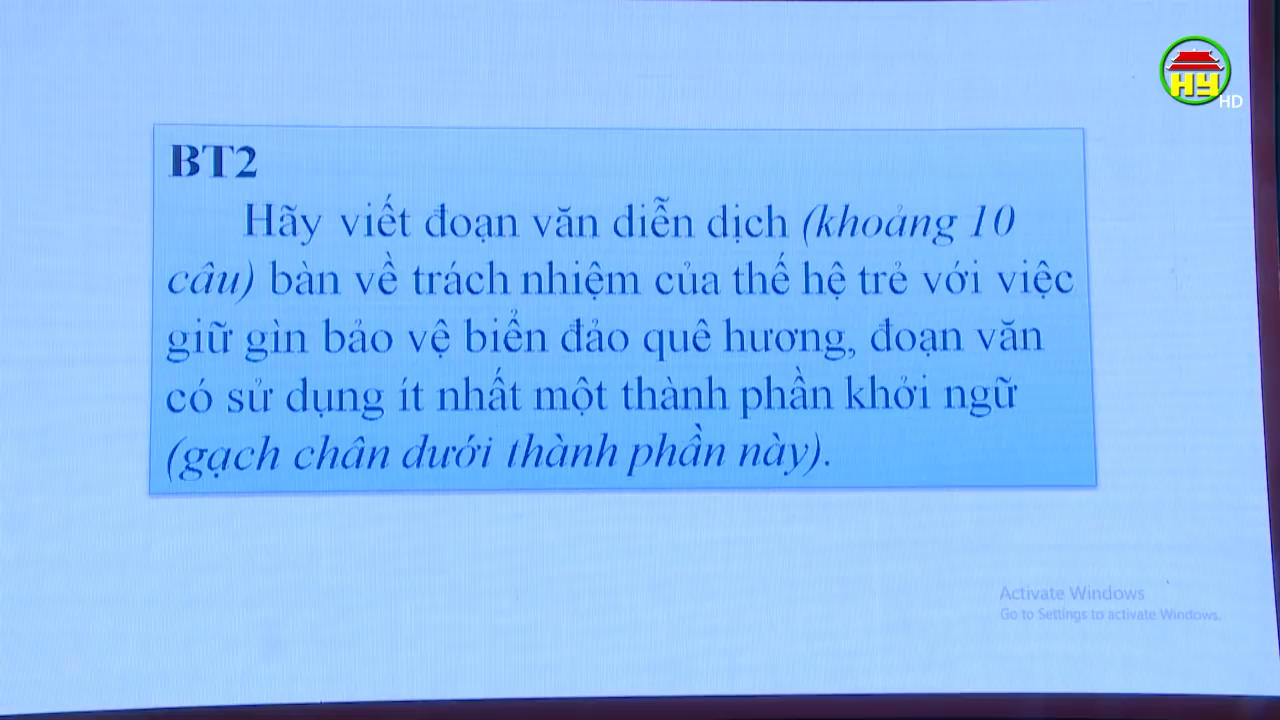 HY
HD
BT2
Hãy viết đoạn văn diễn dịch (khoảng 10
câu) bàn về trách nhiệm của thế hệ trẻ với việc
giữ gìn bảo vệ biển đảo quê hương, đoạn văn
có sử dụng ít nhất một thành phần khởi ngữ
(gạch chân dưới thành phần này).
Activate Windows
Go to Settings to activate Windows.